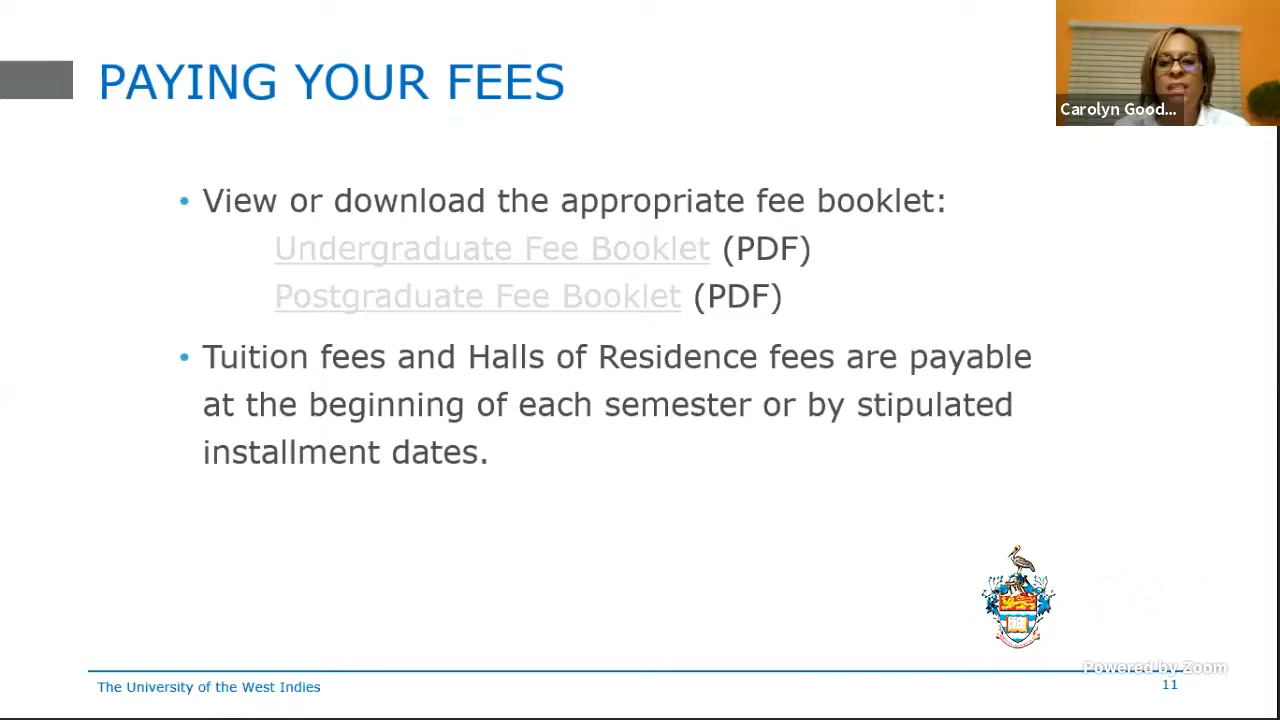 PAYING YOUR FEES
Carolyn Good...
• View or download the appropriate fee booklet:
Undergraduate Fee Booklet (PDF)
Postgraduate Fee Booklet (PDF)
• Tuition fees and Halls of Residence fees are payable
at the beginning of each semester or by stipulated
installment dates.
Powered by Zoom
The University of the West Indies
11